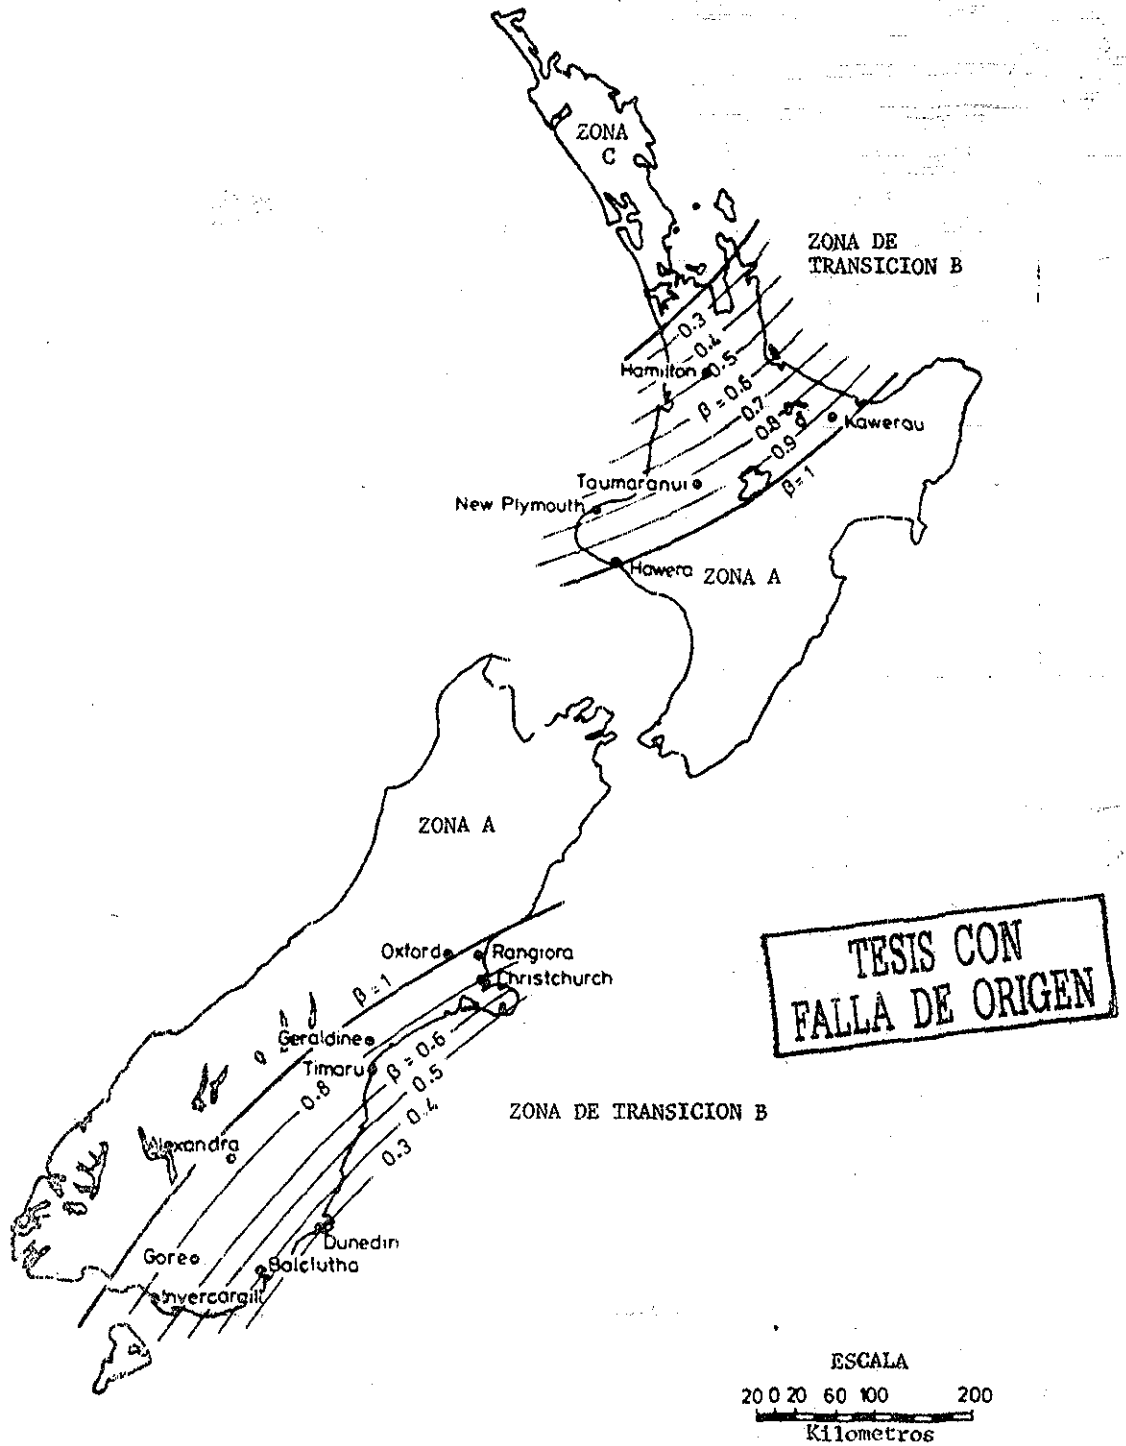 ZONA
C
ZONA DE
TRANSICION B
0.3
0.4
Hamilton
0.5
β = 0.6
0.7
0.8
0.9
Kawerau
β=1
Taumaranui
New Plymouth
Hawera
ZONA A
ZONA A
Oxford
Rangiora
Christchurch
β=1
Geraldine
Timaru
β = 0.6
0.5
0.8
0.4
ZONA DE TRANSICION B
0.3
Alexandra
Dunedin
Gore
Balclutha
Invercargill
TESIS CON
FALLA DE ORIGEN
ESCALA
20 0 20 60 100 200
Kilometros